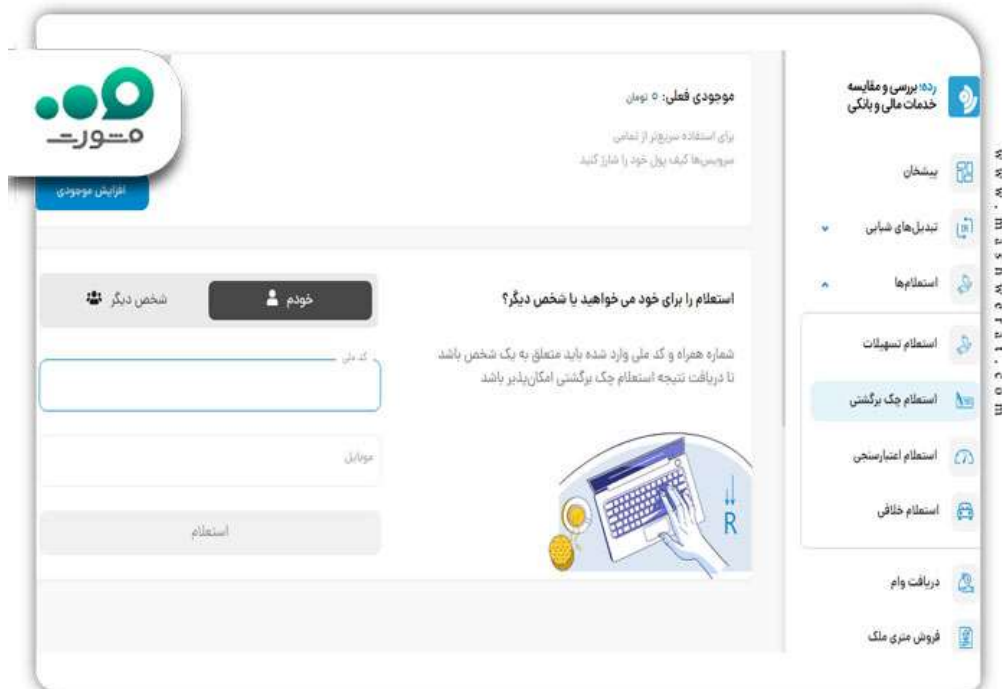 رده: بررسی و مقایسه
خدمات مالی و بانکی
پیشخان
تبدیل‌های شبایی
استعلام‌ها
استعلام تسهیلات
استعلام چک برگشتی
استعلام اعتبارسنجی
استعلام خلافی
دریافت وام
فروش متری ملک
موجودی فعلی: ۰ تومان
برای استفاده سریع‌تر از تمامی
سرویس‌ها کیف پول خود را شارژ کنید
افزایش موجودی
مشورت
استعلام را برای خود می خواهید یا شخص دیگر؟
خودم
شخص دیگر
شماره همراه و کد ملی وارد شده باید متعلق به یک شخص باشد
تا دریافت نتیجه استعلام چک برگشتی امکان‌پذیر باشد
کد ملی
موبایل
استعلام
R
www.mashverat.com